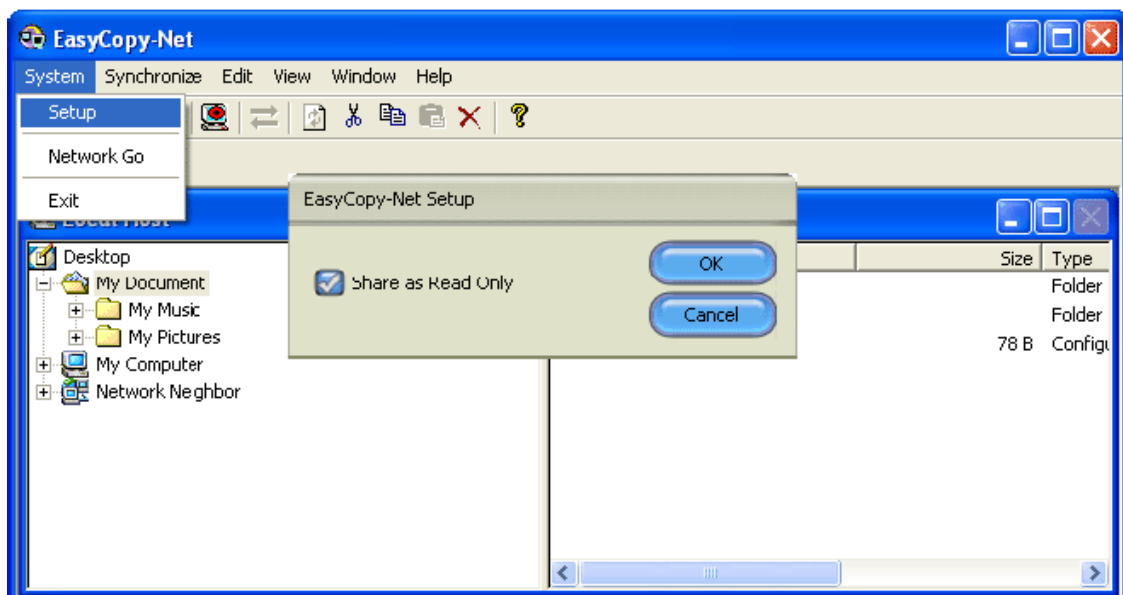 EasyCopy-Net
System Synchronize Edit View Window Help
Setup
Network Go
Exit
EasyCopy-Net Setup
Share as Read Only
OK
Cancel
Local Host
Size Type
Desktop
My Document
Folder
My Music
Folder
My Pictures
78 B Configu
My Computer
Network Neghbor